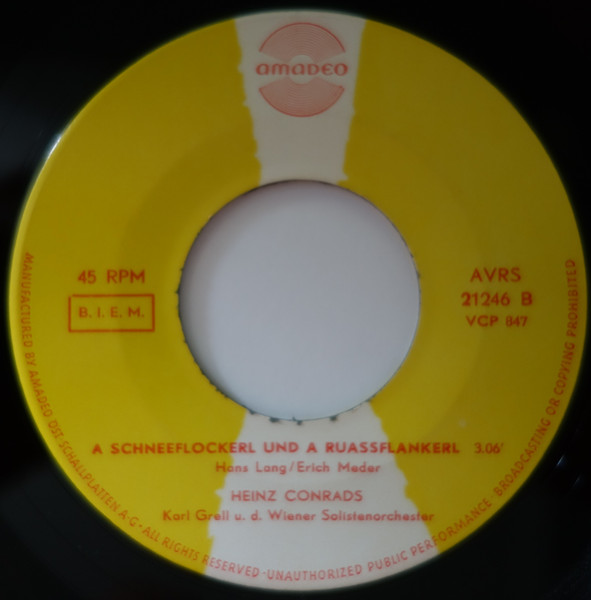 amadeo
45 RPM
B. I. E. M.
AVRS
21246 B
VCP 847
A SCHNEEFLOCKERL UND A RUASSFLANKERL 3.06'
Hans Lang/Erich Meder
HEINZ CONRADS
Karl Grell u. d. Wiener Solistenorchester
MANUFACTURED BY AMADEO ÖST. SCHALLPLATTEN A·G · ALL RIGHTS RESERVED · UNAUTHORIZED PUBLIC PERFORMANCE · BROADCASTING OR COPYING PROHIBITED